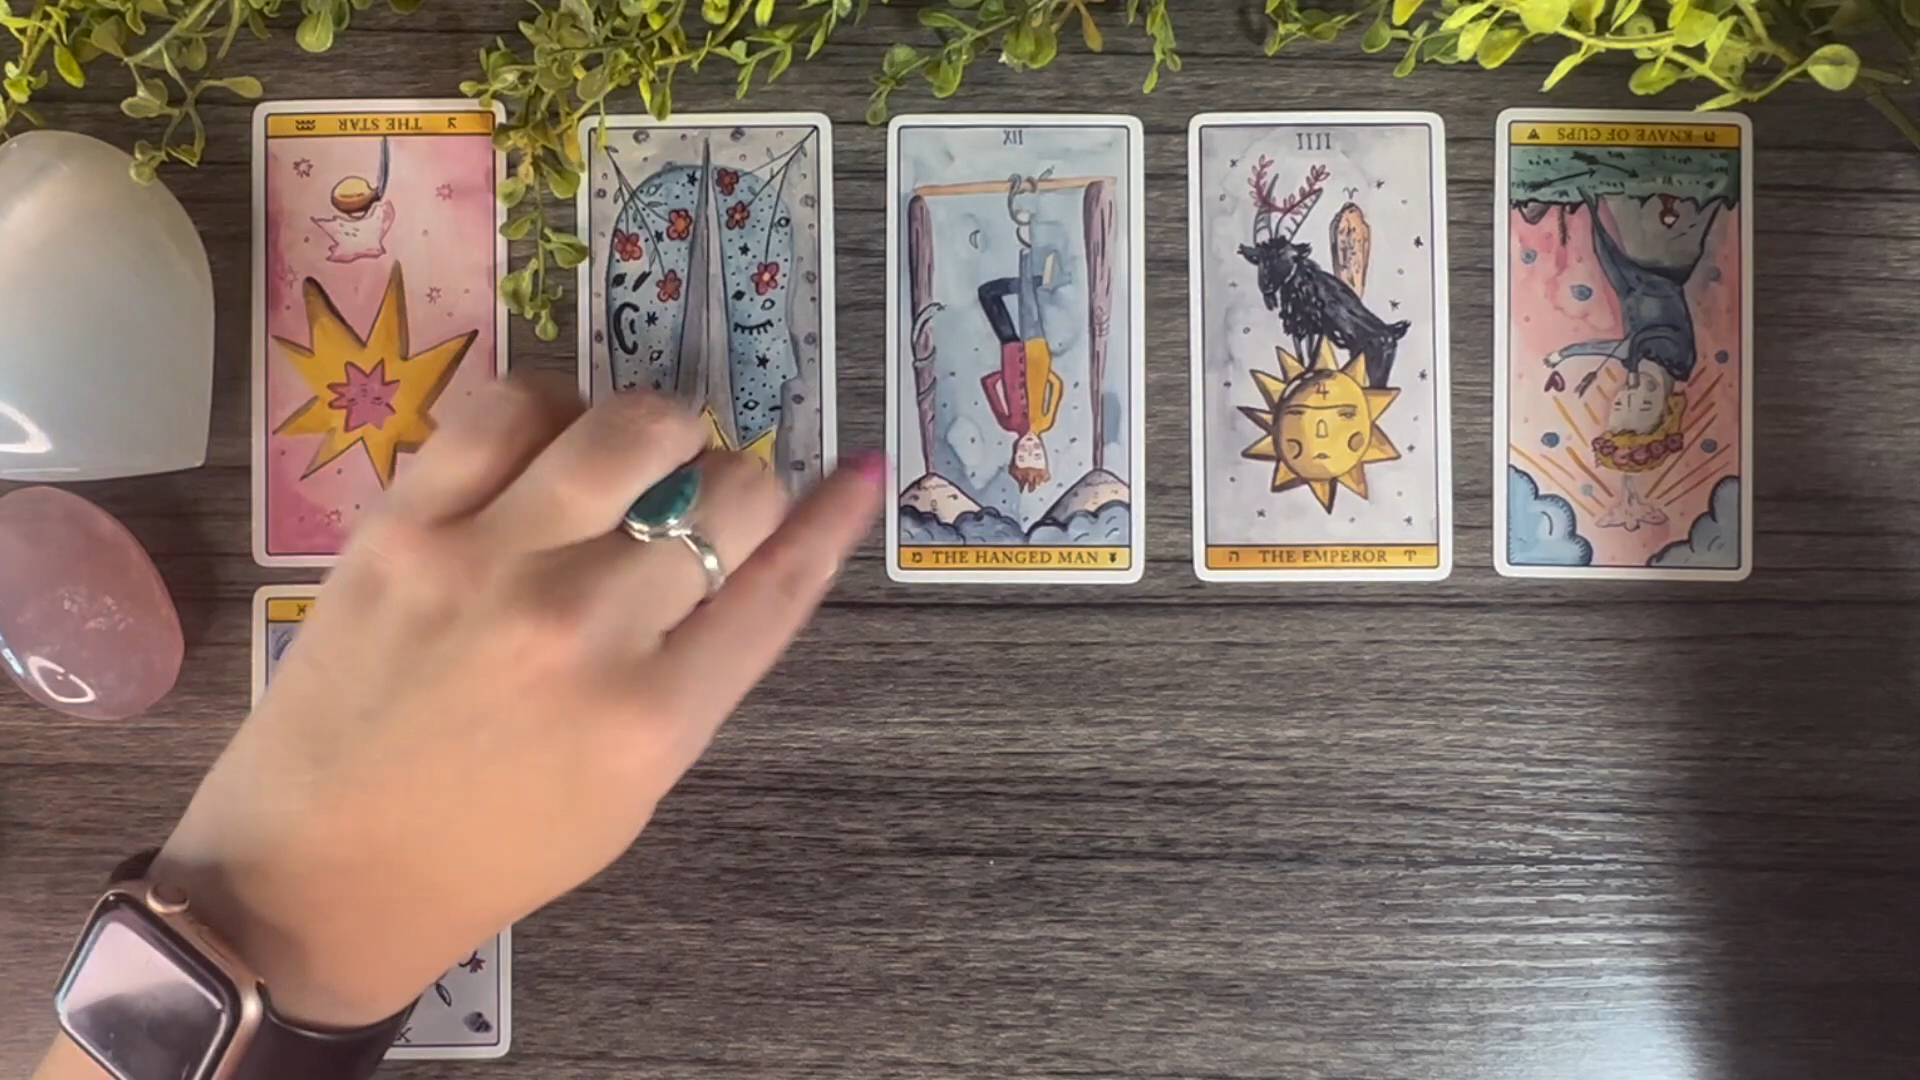 ♒ THE STAR צ
XII
מ THE HANGED MAN
IIII
ה THE EMPEROR ♈
ח KNAVE OF CUPS
X